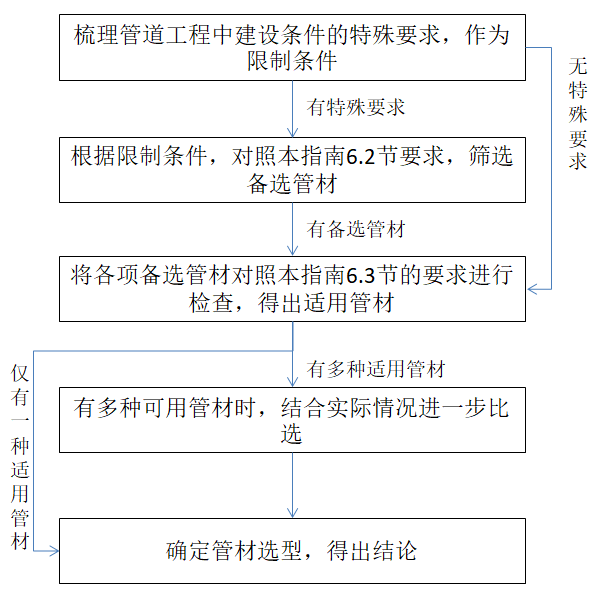 梳理管道工程中建设条件的特殊要求，作为
限制条件
无特殊要求
有特殊要求
根据限制条件，对照本指南6.2节要求，筛选
备选管材
有备选管材
将各项备选管材对照本指南6.3节的要求进行
检查，得出适用管材
仅有一种适用管材
有多种适用管材
有多种可用管材时，结合实际情况进一步比
选
确定管材选型，得出结论